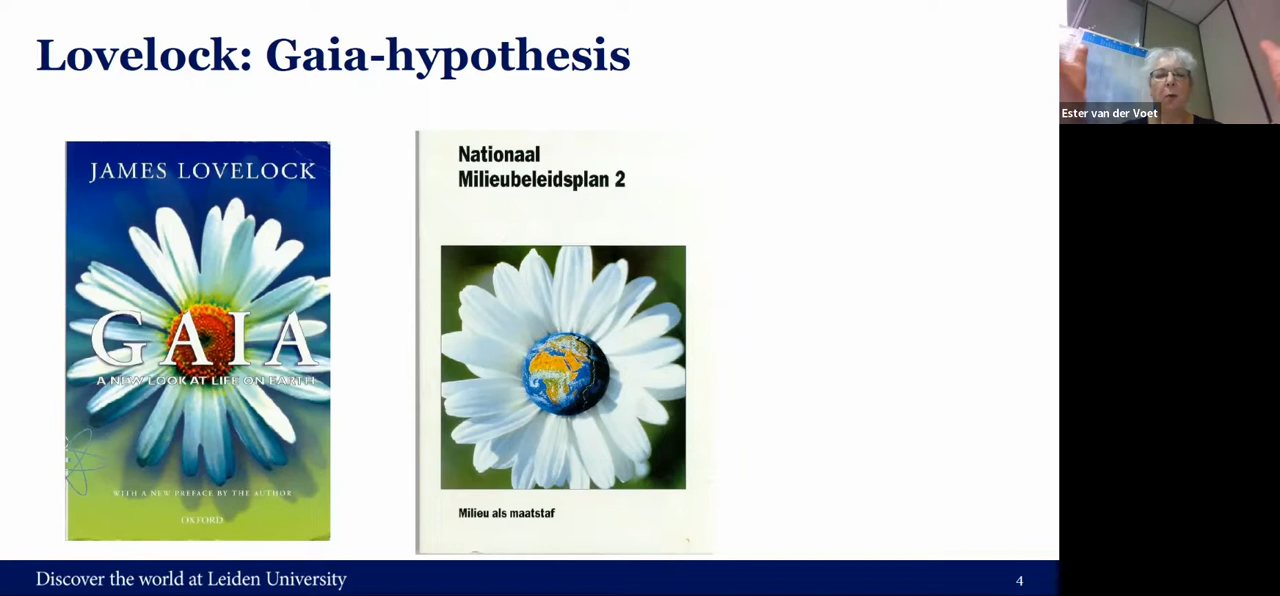 Lovelock: Gaia-hypothesis
JAMES LOVELOCK
GAIA
A NEW LOOK AT LIFE ON EARTH
WITH A NEW PREFACE BY THE AUTHOR
OXFORD
Nationaal
Milieubeleidsplan 2
Milieu als maatstaf
Discover the world at Leiden University
4
Ester van der Voet